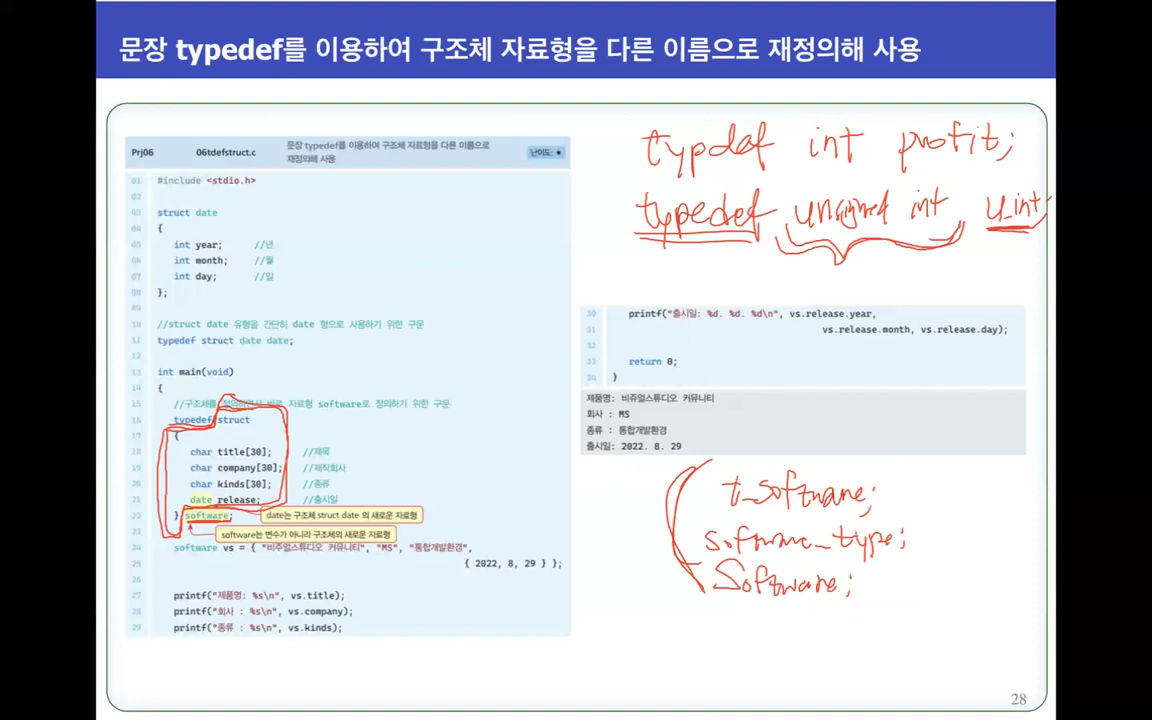 문장 typedef를 이용하여 구조체 자료형을 다른 이름으로 재정의해 사용
Prj06 06tdefstruct.c 문장 typedef를 이용하여 구조체 자료형을 다른 이름으로 재정의해 사용 난이도: ★
01 #include <stdio.h>
02
03 struct date
04 {
05 int year; //년
06 int month; //월
07 int day; //일
08 };
09
10 //struct date 유형을 간단히 date 형으로 사용하기 위한 구문
11 typedef struct date date;
12
13 int main(void)
14 {
15 //구조체를 정의하면서 바로 자료형 software로 정의하기 위한 구문
16 typedef struct
17 {
18 char title[30]; //제목
19 char company[30]; //제작회사
20 char kinds[30]; //종류
21 date release; //출시일
22 } software;
date는 구조체 struct date 의 새로운 자료형
23
software는 변수가 아니라 구조체의 새로운 자료형
24 software vs = { "비쥬얼스튜디오 커뮤니티", "MS", "통합개발환경",
25 { 2022, 8, 29 } };
26
27 printf("제품명: %s\n", vs.title);
28 printf("회사 : %s\n", vs.company);
29 printf("종류 : %s\n", vs.kinds);
typdef int profit;
typedef unsigned int u_int;
30 printf("출시일: %d. %d. %d\n", vs.release.year,
31 vs.release.month, vs.release.day);
32
33 return 0;
34 }
제품명: 비쥬얼스튜디오 커뮤니티
회사 : MS
종류 : 통합개발환경
출시일: 2022. 8. 29
t_software;
software_type;
Software;
28